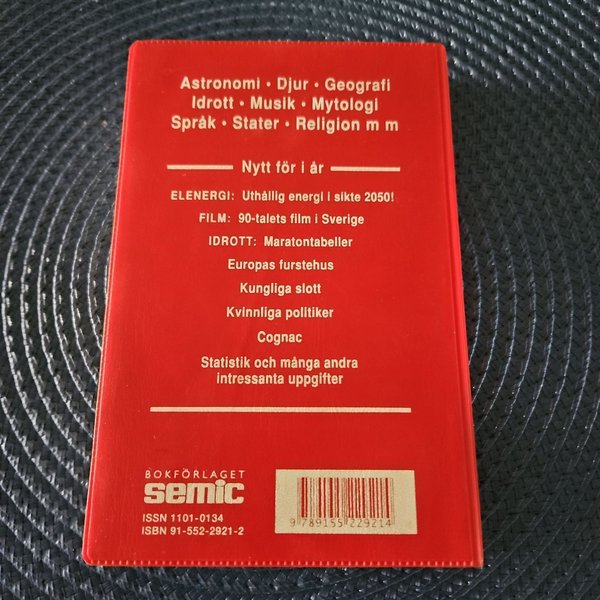 Astronomi • Djur • Geografi
Idrott • Musik • Mytologi
Språk • Stater • Religion m m
Nytt för i år
ELENERGI: Uthållig energi i sikte 2050!
FILM: 90-talets film i Sverige
IDROTT: Maratontabeller
Europas furstehus
Kungliga slott
Kvinnliga politiker
Cognac
Statistik och många andra
intressanta uppgifter
BOKFÖRLAGET
semic
ISSN 1101-0134
ISBN 91-552-2921-2
9 789155 229214